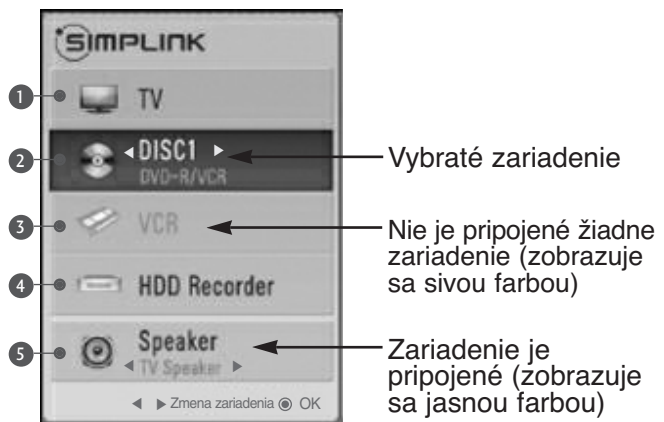 SIMPLINK
1 TV
2 ◀ DISC1 ▶
DVD-R/VCR
Vybraté zariadenie
3 VCR
Nie je pripojené žiadne
zariadenie (zobrazuje
sa sivou farbou)
4 HDD Recorder
5 Speaker
◀ TV Speaker ▶
Zariadenie je
pripojené (zobrazuje
sa jasnou farbou)
◀ ▶ Zmena zariadenia ◉ OK